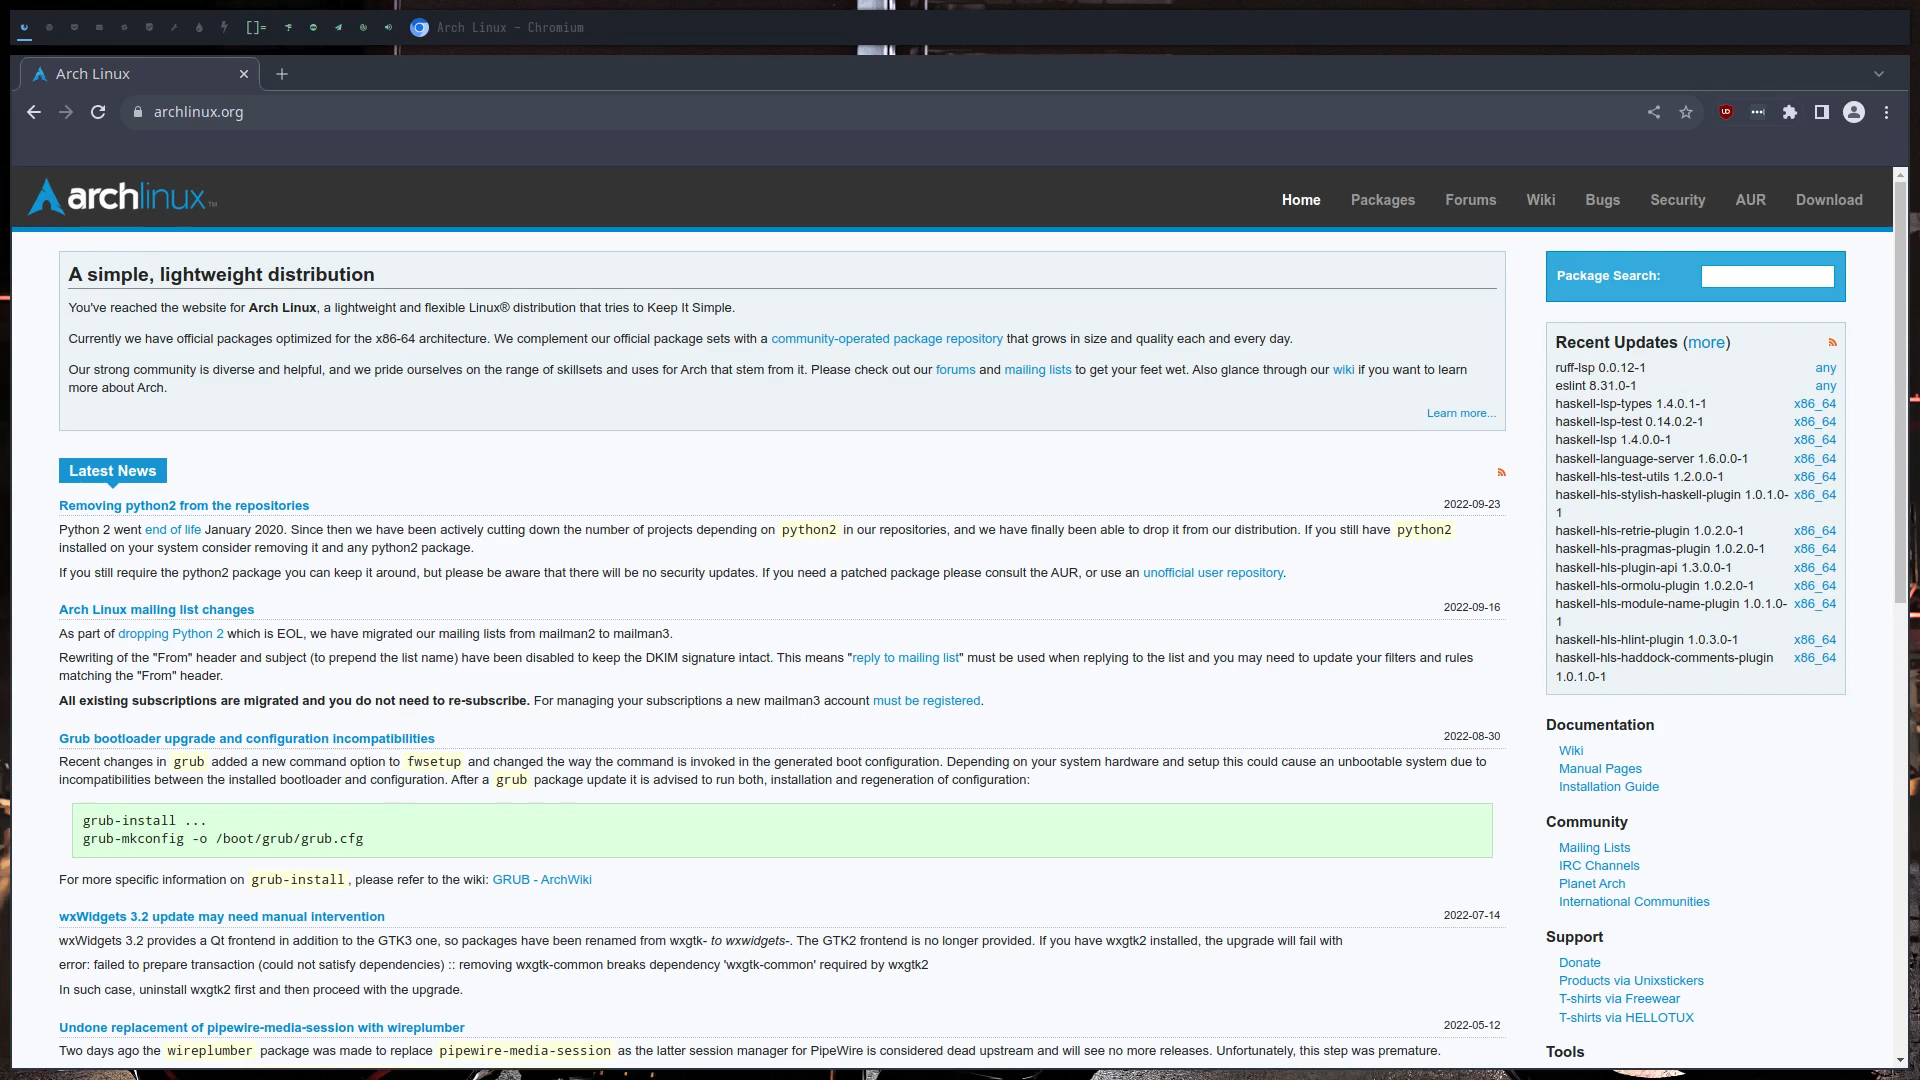 []=
Arch Linux - Chromium
Arch Linux
archlinux.org
archlinux™
Home Packages Forums Wiki Bugs Security AUR Download
A simple, lightweight distribution
You've reached the website for Arch Linux, a lightweight and flexible Linux® distribution that tries to Keep It Simple.
Currently we have official packages optimized for the x86-64 architecture. We complement our official package sets with a community-operated package repository that grows in size and quality each and every day.
Our strong community is diverse and helpful, and we pride ourselves on the range of skillsets and uses for Arch that stem from it. Please check out our forums and mailing lists to get your feet wet. Also glance through our wiki if you want to learn
more about Arch.
Learn more...
Latest News
Removing python2 from the repositories 2022-09-23
Python 2 went end of life January 2020. Since then we have been actively cutting down the number of projects depending on python2 in our repositories, and we have finally been able to drop it from our distribution. If you still have python2
installed on your system consider removing it and any python2 package.
If you still require the python2 package you can keep it around, but please be aware that there will be no security updates. If you need a patched package please consult the AUR, or use an unofficial user repository.
Arch Linux mailing list changes 2022-09-16
As part of dropping Python 2 which is EOL, we have migrated our mailing lists from mailman2 to mailman3.
Rewriting of the "From" header and subject (to prepend the list name) have been disabled to keep the DKIM signature intact. This means "reply to mailing list" must be used when replying to the list and you may need to update your filters and rules
matching the "From" header.
All existing subscriptions are migrated and you do not need to re-subscribe. For managing your subscriptions a new mailman3 account must be registered.
Grub bootloader upgrade and configuration incompatibilities 2022-08-30
Recent changes in grub added a new command option to fwsetup and changed the way the command is invoked in the generated boot configuration. Depending on your system hardware and setup this could cause an unbootable system due to
incompatibilities between the installed bootloader and configuration. After a grub package update it is advised to run both, installation and regeneration of configuration:
grub-install ...
grub-mkconfig -o /boot/grub/grub.cfg
For more specific information on grub-install, please refer to the wiki: GRUB - ArchWiki
wxWidgets 3.2 update may need manual intervention 2022-07-14
wxWidgets 3.2 provides a Qt frontend in addition to the GTK3 one, so packages have been renamed from wxgtk- to wxwidgets-. The GTK2 frontend is no longer provided. If you have wxgtk2 installed, the upgrade will fail with
error: failed to prepare transaction (could not satisfy dependencies) :: removing wxgtk-common breaks dependency 'wxgtk-common' required by wxgtk2
In such case, uninstall wxgtk2 first and then proceed with the upgrade.
Undone replacement of pipewire-media-session with wireplumber 2022-05-12
Two days ago the wireplumber package was made to replace pipewire-media-session as the latter session manager for PipeWire is considered dead upstream and will see no more releases. Unfortunately, this step was premature.
Package Search:
Recent Updates (more)
ruff-lsp 0.0.12-1 any
eslint 8.31.0-1 any
haskell-lsp-types 1.4.0.1-1 x86_64
haskell-lsp-test 0.14.0.2-1 x86_64
haskell-lsp 1.4.0.0-1 x86_64
haskell-language-server 1.6.0.0-1 x86_64
haskell-hls-test-utils 1.2.0.0-1 x86_64
haskell-hls-stylish-haskell-plugin 1.0.1.0- x86_64
1
haskell-hls-retrie-plugin 1.0.2.0-1 x86_64
haskell-hls-pragmas-plugin 1.0.2.0-1 x86_64
haskell-hls-plugin-api 1.3.0.0-1 x86_64
haskell-hls-ormolu-plugin 1.0.2.0-1 x86_64
haskell-hls-module-name-plugin 1.0.1.0- x86_64
1
haskell-hls-hlint-plugin 1.0.3.0-1 x86_64
haskell-hls-haddock-comments-plugin x86_64
1.0.1.0-1
Documentation
Wiki
Manual Pages
Installation Guide
Community
Mailing Lists
IRC Channels
Planet Arch
International Communities
Support
Donate
Products via Unixstickers
T-shirts via Freewear
T-shirts via HELLOTUX
Tools